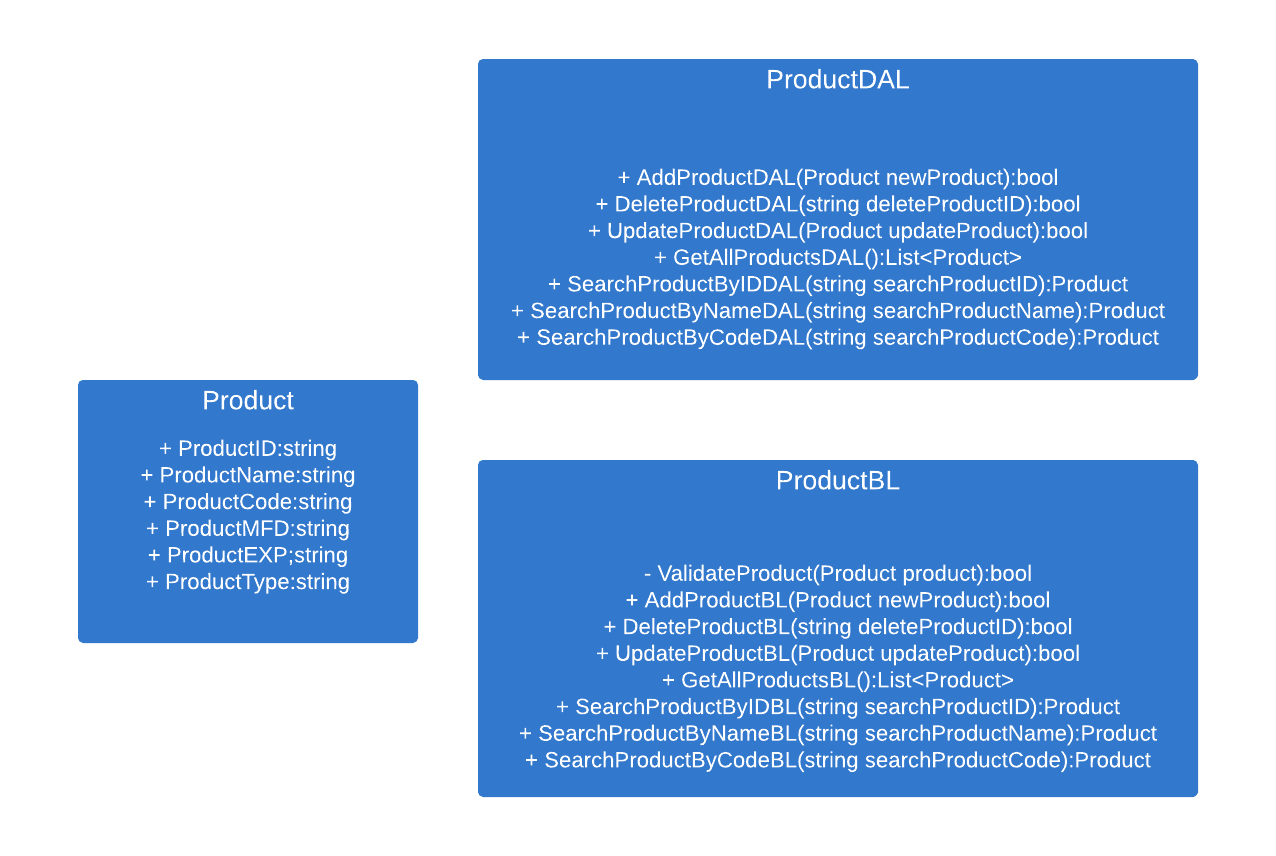 ProductDAL
+ AddProductDAL(Product newProduct):bool
+ DeleteProductDAL(string deleteProductID):bool
+ UpdateProductDAL(Product updateProduct):bool
+ GetAllProductsDAL():List<Product>
+ SearchProductByIDDAL(string searchProductID):Product
+ SearchProductByNameDAL(string searchProductName):Product
+ SearchProductByCodeDAL(string searchProductCode):Product
Product
+ ProductID:string
+ ProductName:string
+ ProductCode:string
+ ProductMFD:string
+ ProductEXP;string
+ ProductType:string
ProductBL
- ValidateProduct(Product product):bool
+ AddProductBL(Product newProduct):bool
+ DeleteProductBL(string deleteProductID):bool
+ UpdateProductBL(Product updateProduct):bool
+ GetAllProductsBL():List<Product>
+ SearchProductByIDBL(string searchProductID):Product
+ SearchProductByNameBL(string searchProductName):Product
+ SearchProductByCodeBL(string searchProductCode):Product